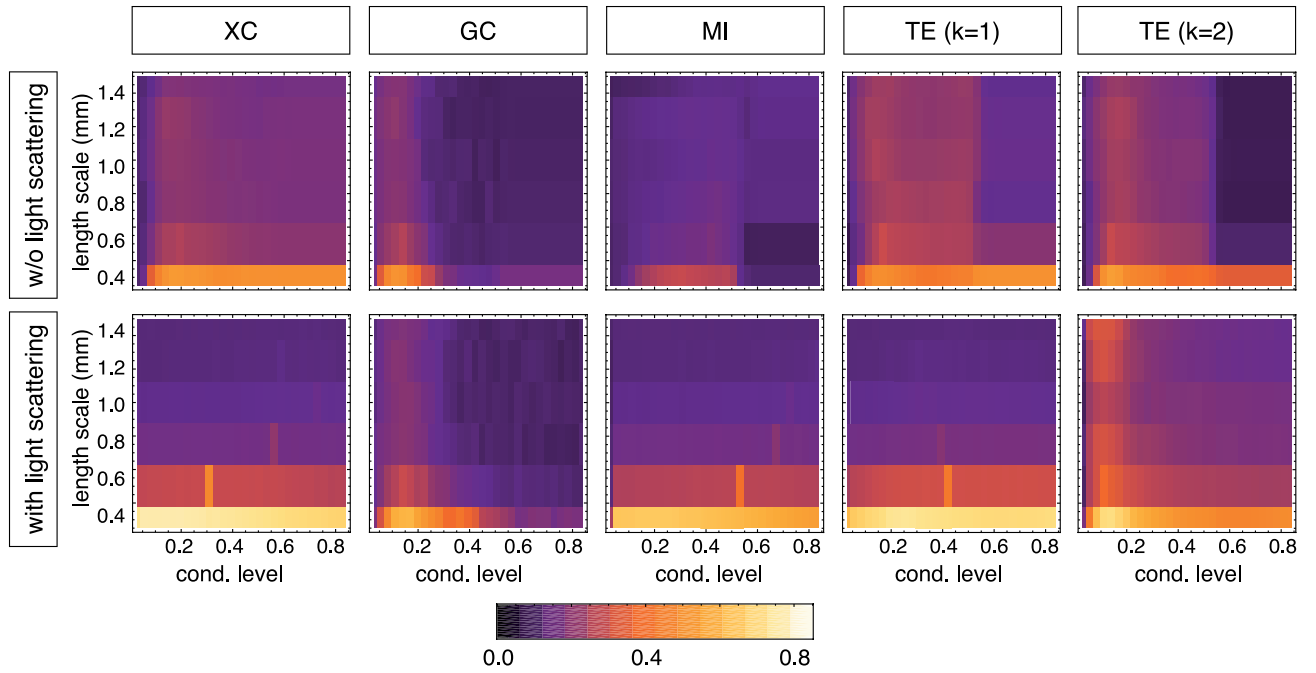 XC GC MI TE (k=1) TE (k=2)
w/o light scattering
length scale (mm)
1.4
1.2
1.0
0.8
0.6
0.4
with light scattering
length scale (mm)
1.4
1.2
1.0
0.8
0.6
0.4
0.2 0.4 0.6 0.8 0.2 0.4 0.6 0.8 0.2 0.4 0.6 0.8 0.2 0.4 0.6 0.8 0.2 0.4 0.6 0.8
cond. level cond. level cond. level cond. level cond. level
0.0 0.4 0.8